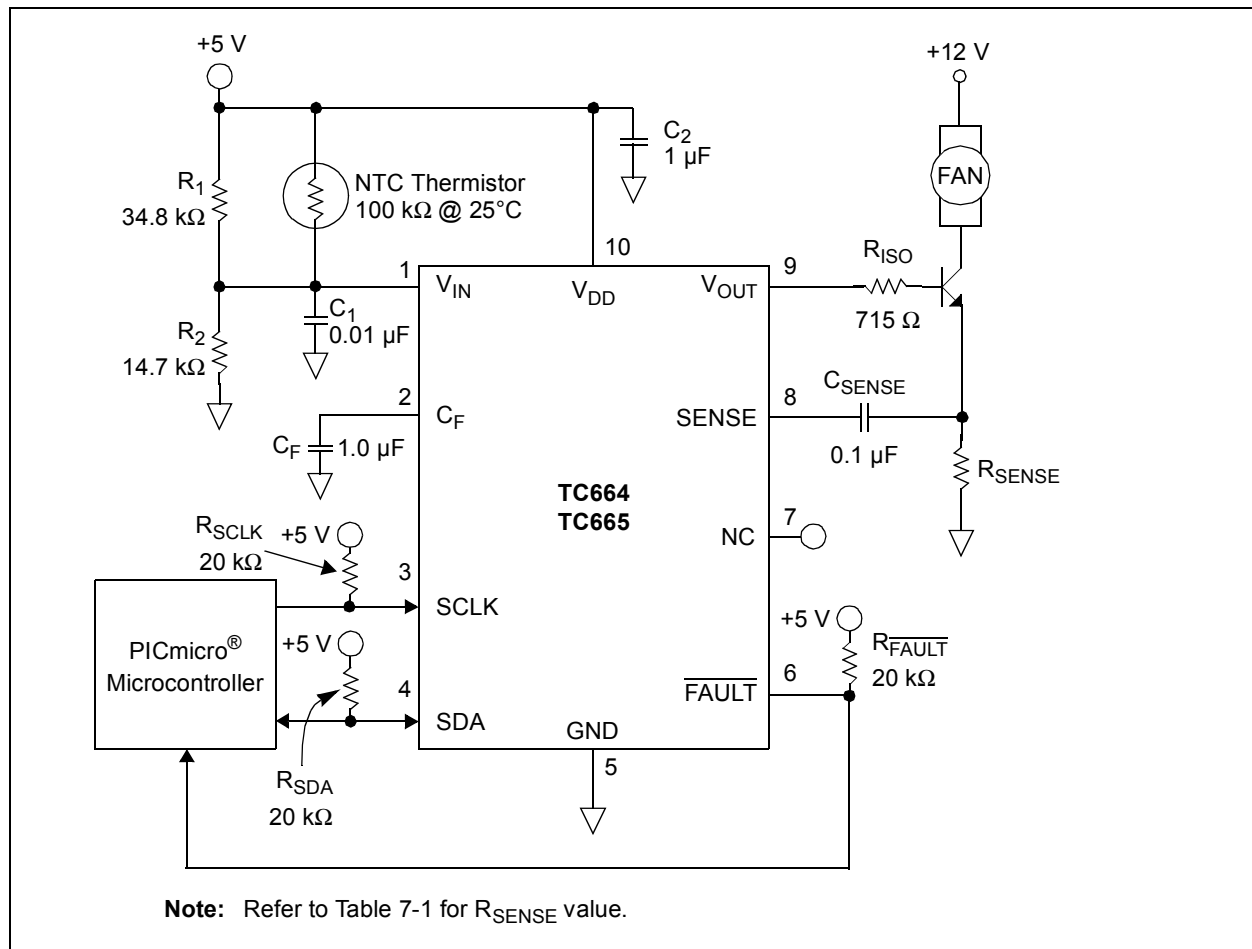 +5 V
+12 V
C2
1 µF
R1
34.8 kΩ
NTC Thermistor
100 kΩ @ 25°C
FAN
10
RISO
1
9
VIN
VDD
VOUT
715 Ω
C1
0.01 µF
R2
14.7 kΩ
2
CF
CSENSE
8
SENSE
CF
1.0 µF
0.1 µF
RSENSE
TC664
TC665
7
NC
RSCLK
20 kΩ
+5 V
3
SCLK
PICmicro®
Microcontroller
+5 V
4
SDA
+5 V
RFAULT
20 kΩ
6
FAULT
GND
5
RSDA
20 kΩ
Note: Refer to Table 7-1 for RSENSE value.